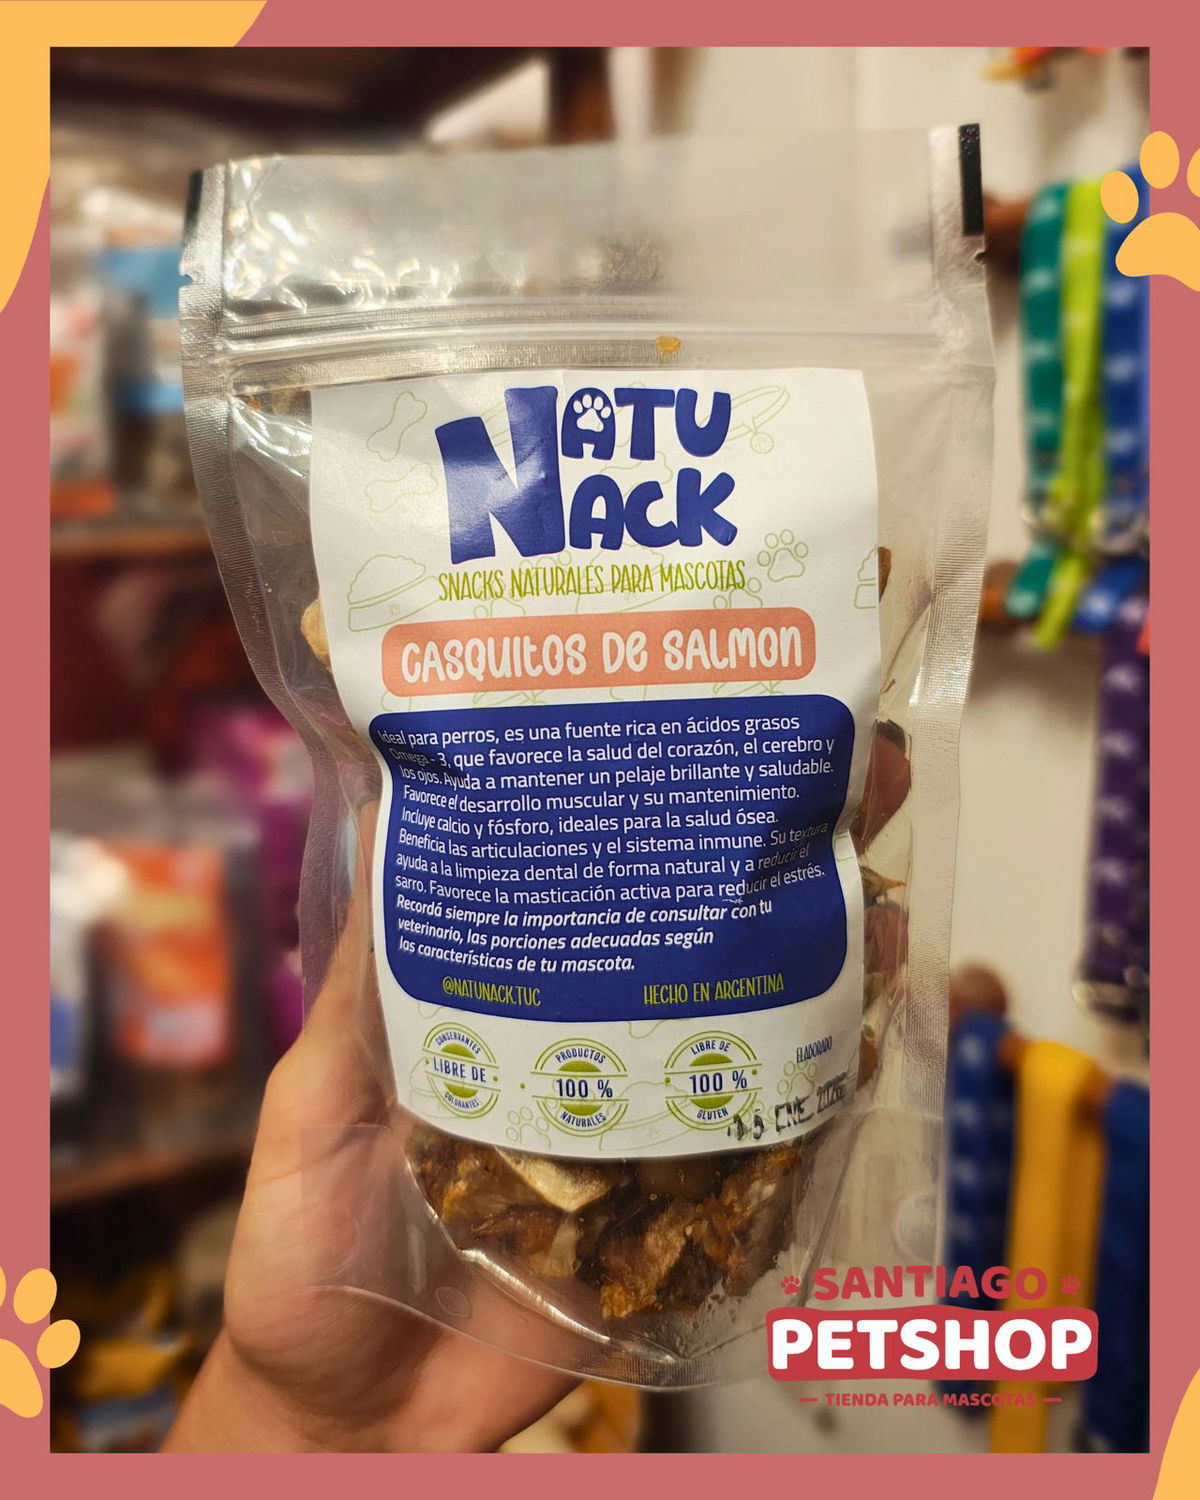 NATU
NACK
SNACKS NATURALES PARA MASCOTAS
CASQUITOS DE SALMON
Ideal para perros, es una fuente rica en ácidos grasos
Omega - 3, que favorece la salud del corazón, el cerebro y
los ojos. Ayuda a mantener un pelaje brillante y saludable.
Favorece el desarrollo muscular y su mantenimiento.
Incluye calcio y fósforo, ideales para la salud ósea.
Beneficia las articulaciones y el sistema inmune. Su textura
ayuda a la limpieza dental de forma natural y a reducir el
sarro. Favorece la masticación activa para reducir el estrés.
Recordá siempre la importancia de consultar con tu
veterinario, las porciones adecuadas según
las características de tu mascota.
@NATUNACK.TUC
HECHO EN ARGENTINA
CONSERVANTES
LIBRE DE
COLORANTES
PRODUCTOS
100 %
NATURALES
LIBRE DE
100 %
GLUTEN
ELABORADO
ENE
SANTIAGO
PETSHOP
TIENDA PARA MASCOTAS